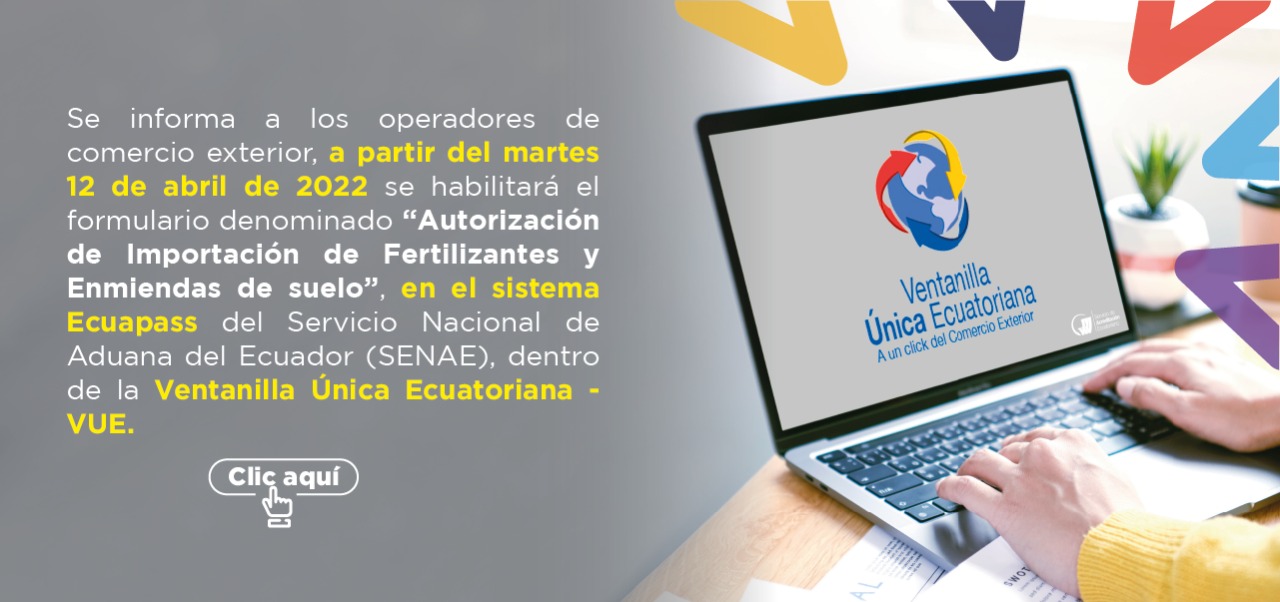 Se informa a los operadores de
comercio exterior, a partir del martes
12 de abril de 2022 se habilitará el
formulario denominado “Autorización
de Importación de Fertilizantes y
Enmiendas de suelo”, en el sistema
Ecuapass del Servicio Nacional de
Aduana del Ecuador (SENAE), dentro
de la Ventanilla Única Ecuatoriana -
VUE.
Clic aquí
Ventanilla
Única Ecuatoriana
A un click del Comercio Exterior
SWOT